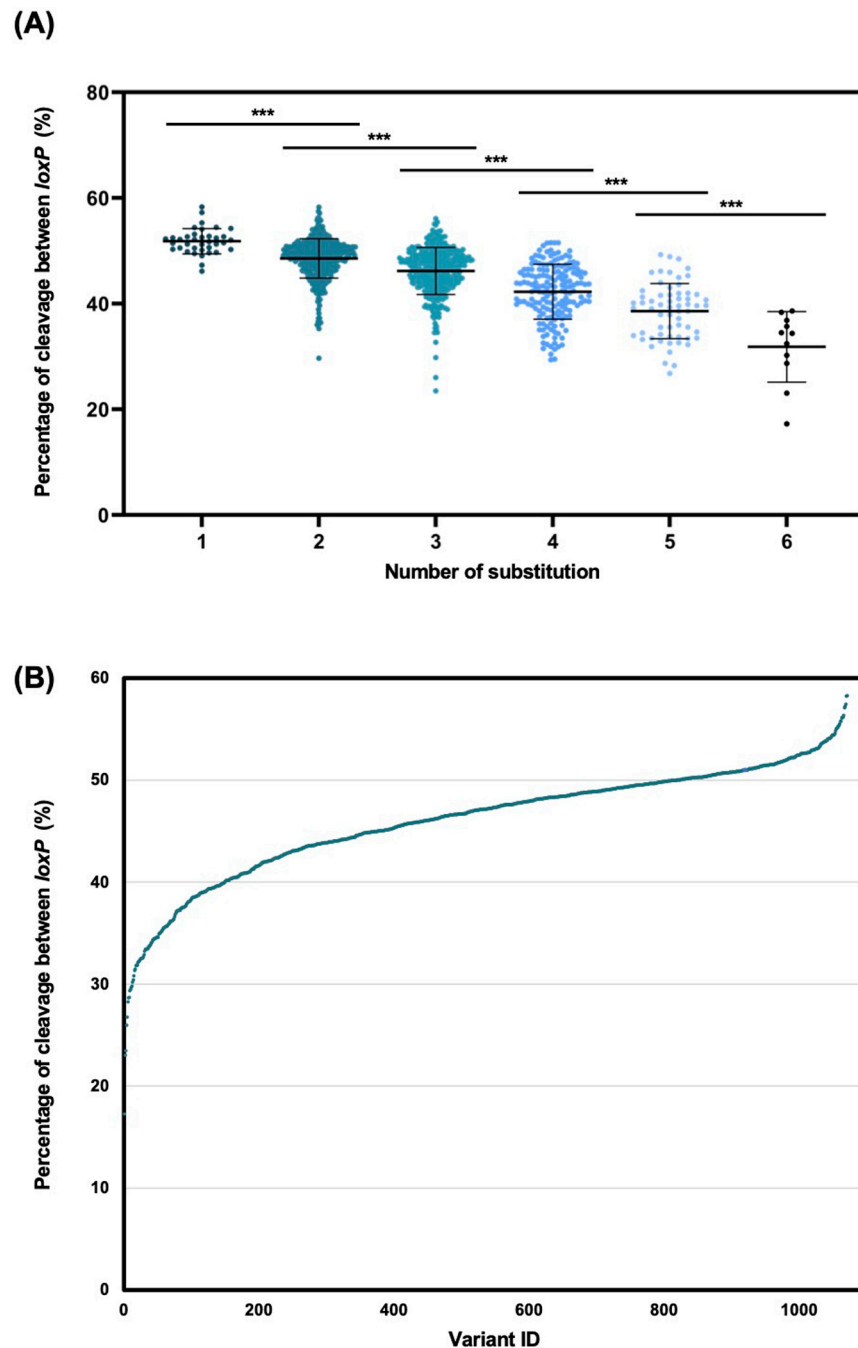 (A)
Percentage of cleavage between loxP (%)
80
60
40
20
0
***
***
***
***
***
1 2 3 4 5 6
Number of substitution
(B)
Percentage of cleavage between loxP (%)
60
50
40
30
20
10
0
0 200 400 600 800 1000
Variant ID